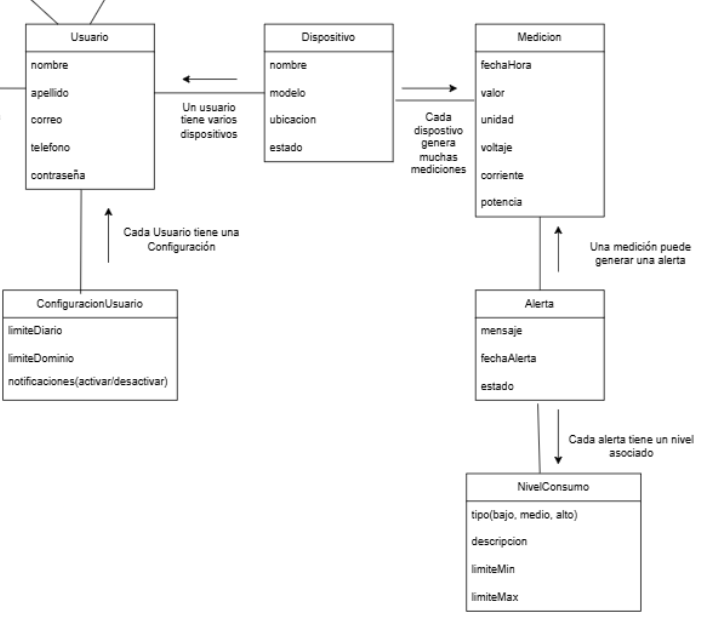 Usuario
nombre
apellido
correo
telefono
contraseña
Un usuario
tiene varios
dispositivos
Dispositivo
nombre
modelo
ubicacion
estado
Cada
dispostivo
genera
muchas
mediciones
Medicion
fechaHora
valor
unidad
voltaje
corriente
potencia
Cada Usuario tiene una
Configuración
Una medición puede
generar una alerta
ConfiguracionUsuario
limiteDiario
limiteDominio
notificaciones(activar/desactivar)
Alerta
mensaje
fechaAlerta
estado
Cada alerta tiene un nivel
asociado
NivelConsumo
tipo(bajo, medio, alto)
descripcion
limiteMin
limiteMax